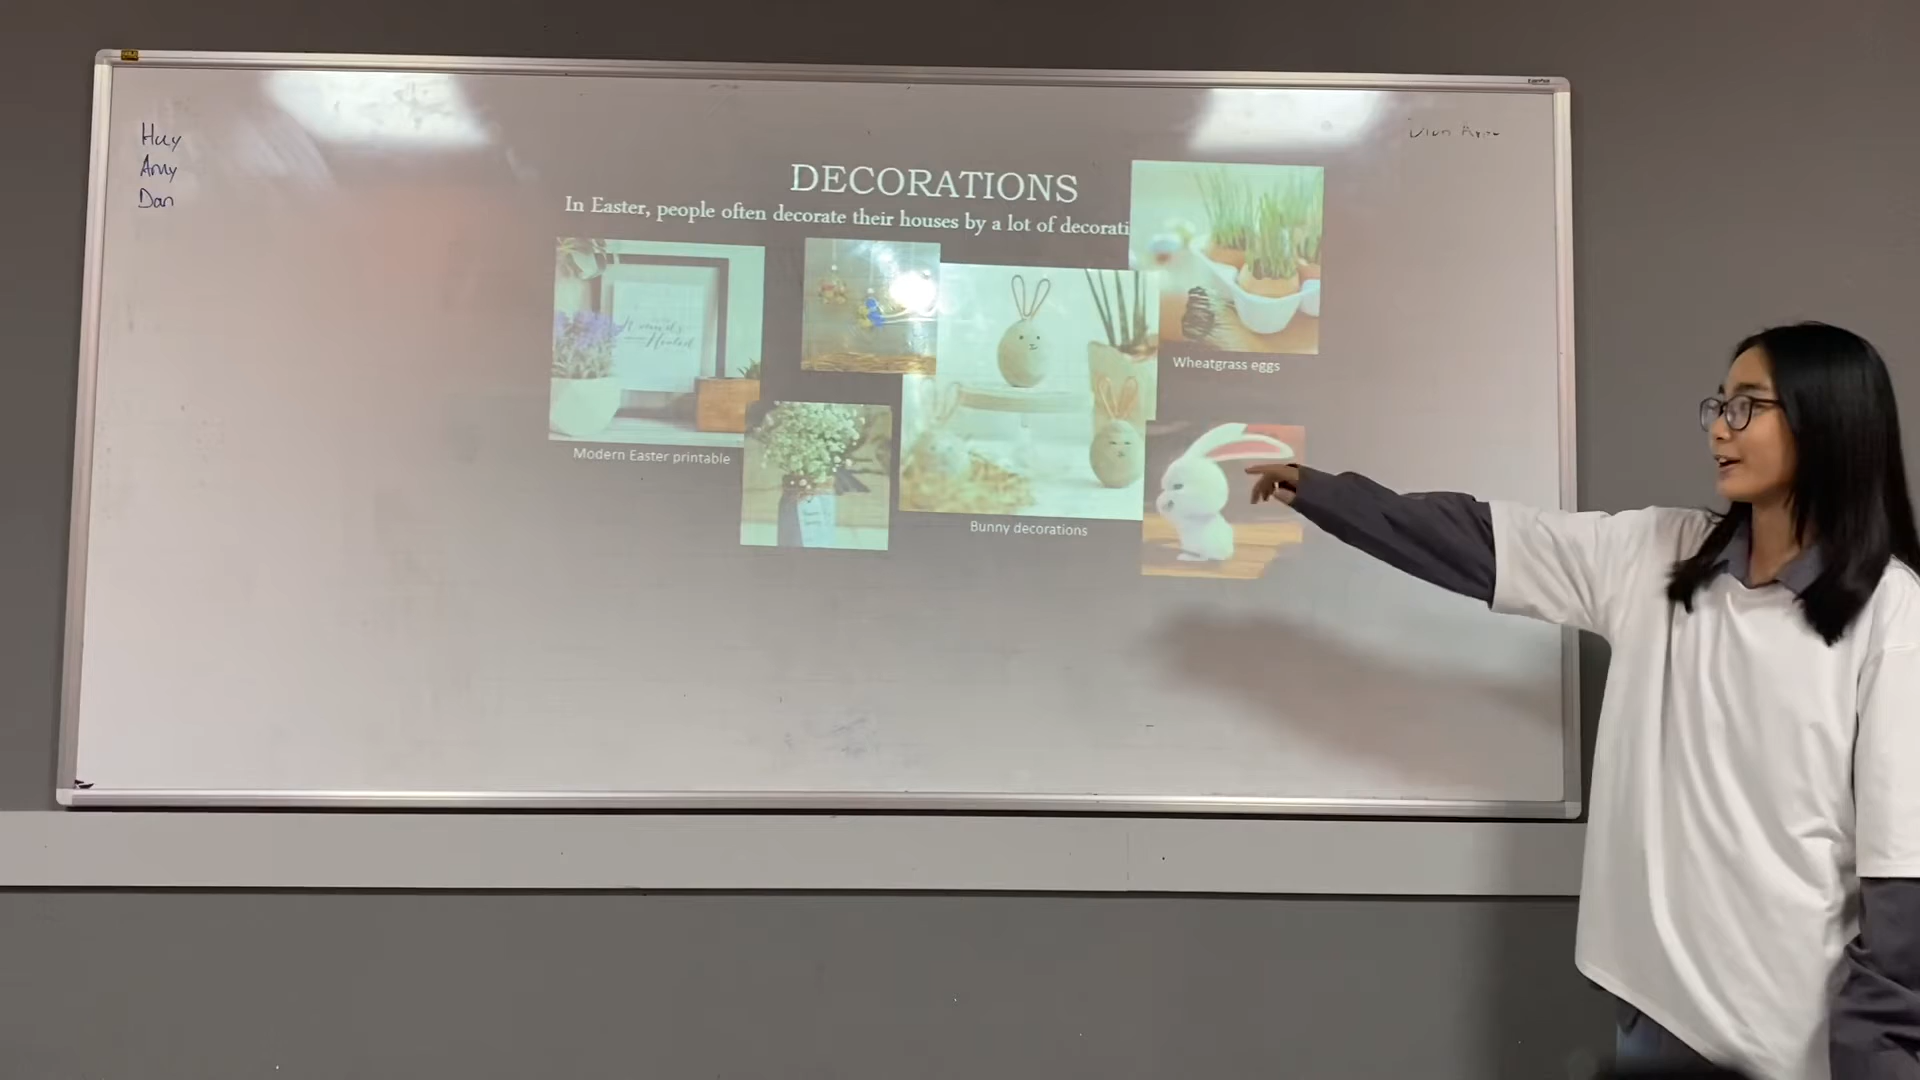 Huy
Amy
Dan
DECORATIONS
In Easter, people often decorate their houses by a lot of decorati
Wheatgrass eggs
Modern Easter printable
Bunny decorations